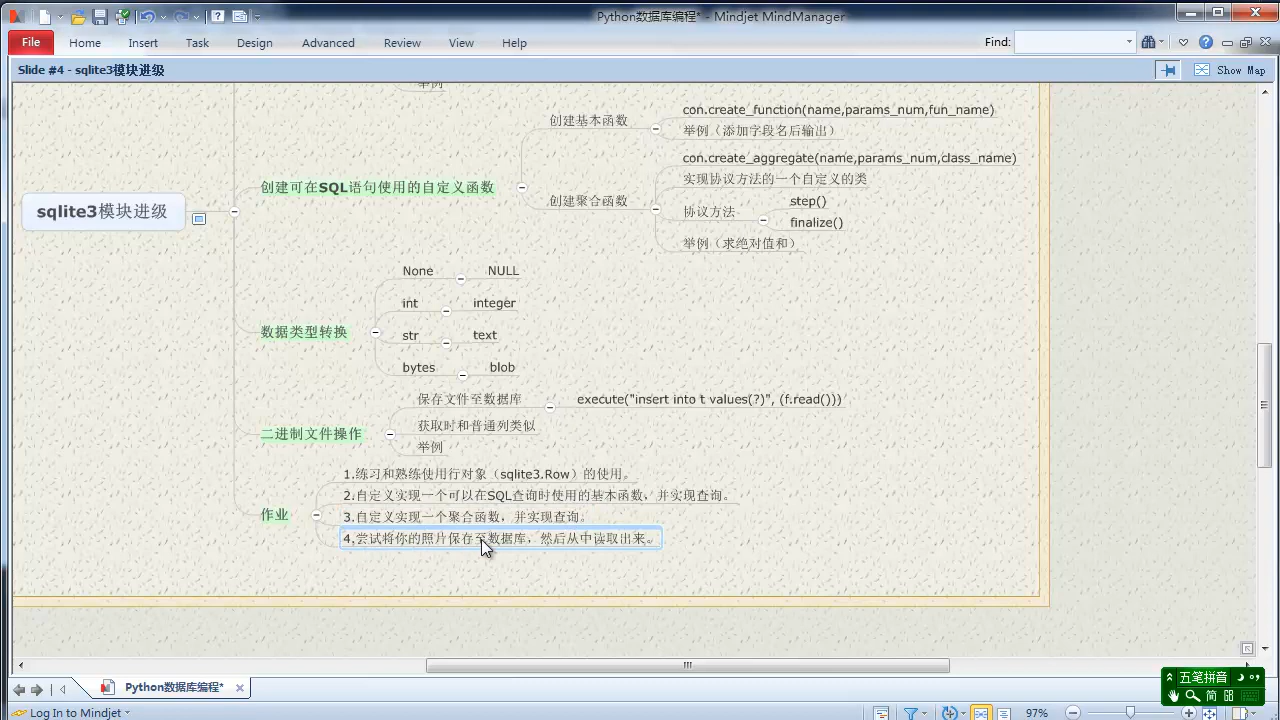 Python数据库编程* - Mindjet MindManager
File Home Insert Task Design Advanced Review View Help Find:
Slide #4 - sqlite3模块进级 Show Map
举例
创建基本函数
con.create_function(name,params_num,fun_name)
举例（添加字段名后输出）
con.create_aggregate(name,params_num,class_name)
创建可在SQL语句使用的自定义函数
实现协议方法的一个自定义的类
创建聚合函数
协议方法
step()
finalize()
举例（求绝对值和）
sqlite3模块进级
None NULL
int integer
数据类型转换
str text
bytes blob
保存文件至数据库 execute("insert into t values(?)", (f.read()))
获取时和普通列类似
二进制文件操作
举例
1.练习和熟练使用行对象（sqlite3.Row）的使用。
2.自定义实现一个可以在SQL查询时使用的基本函数，并实现查询。
作业
3.自定义实现一个聚合函数，并实现查询。
4.尝试将你的照片保存至数据库，然后从中读取出来。
Python数据库编程*
五笔拼音
简
Log In to Mindjet 97%